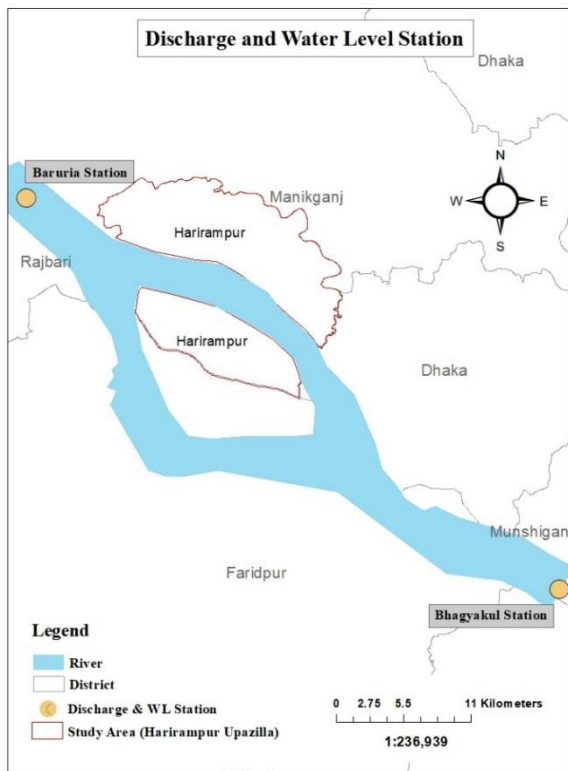 Discharge and Water Level Station
Dhaka
Baruria Station
N
Manikganj
W
E
Harirampur
S
Rajbari
Harirampur
Dhaka
Munshigan
Faridpur
Bhagyakul Station
Legend
River
District
Discharge & WL Station
Study Area (Harirampur Upazilla)
0 2.75 5.5 11 Kilometers
1:236,939